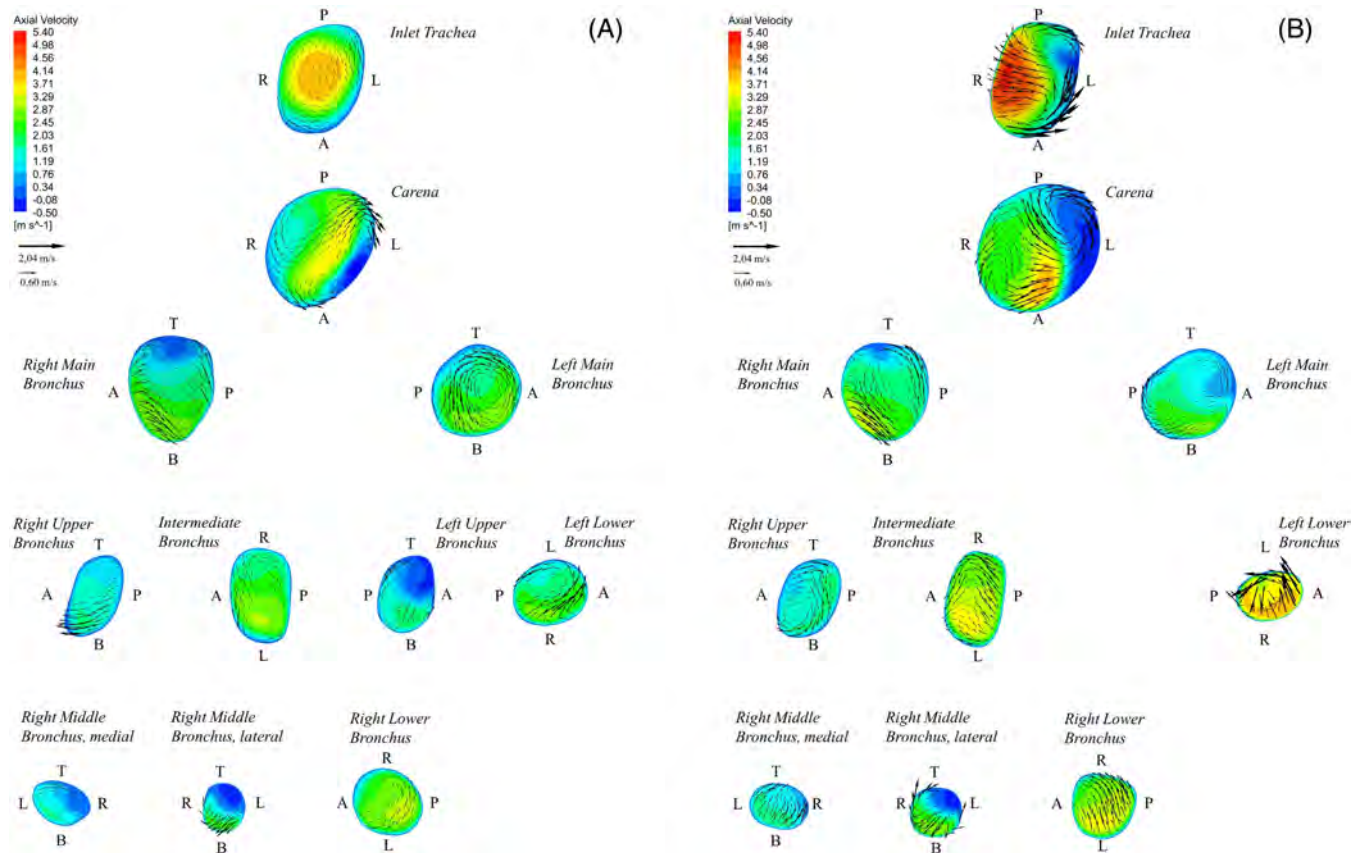 Axial Velocity
5.40
4.98
4.56
4.14
3.71
3.29
2.87
2.45
2.03
1.61
1.19
0.76
0.34
-0.08
-0.50
[m s^-1]
2,04 m/s
0,60 m/s
(A)
P
Inlet Trachea
R
L
A
P
Carena
R
L
A
T
Right Main
Bronchus
A
P
B
T
Left Main
Bronchus
P
A
B
Right Upper
Bronchus
T
A
P
B
Intermediate
Bronchus
R
A
P
L
Left Upper
Bronchus
T
P
A
B
Left Lower
Bronchus
L
P
A
R
Right Middle
Bronchus, medial
T
L
R
B
Right Middle
Bronchus, lateral
T
R
L
B
Right Lower
Bronchus
R
A
P
L
Axial Velocity
5.40
4.98
4.56
4.14
3.71
3.29
2.87
2.45
2.03
1.61
1.19
0.76
0.34
-0.08
-0.50
[m s^-1]
2,04 m/s
0,60 m/s
(B)
P
Inlet Trachea
R
L
A
P
Carena
R
L
A
T
Right Main
Bronchus
A
P
B
T
Left Main
Bronchus
P
A
B
Right Upper
Bronchus
T
A
P
B
Intermediate
Bronchus
R
A
P
L
Left Lower
Bronchus
L
P
A
R
Right Middle
Bronchus, medial
T
L
R
B
Right Middle
Bronchus, lateral
T
R
L
B
Right Lower
Bronchus
R
A
P
L